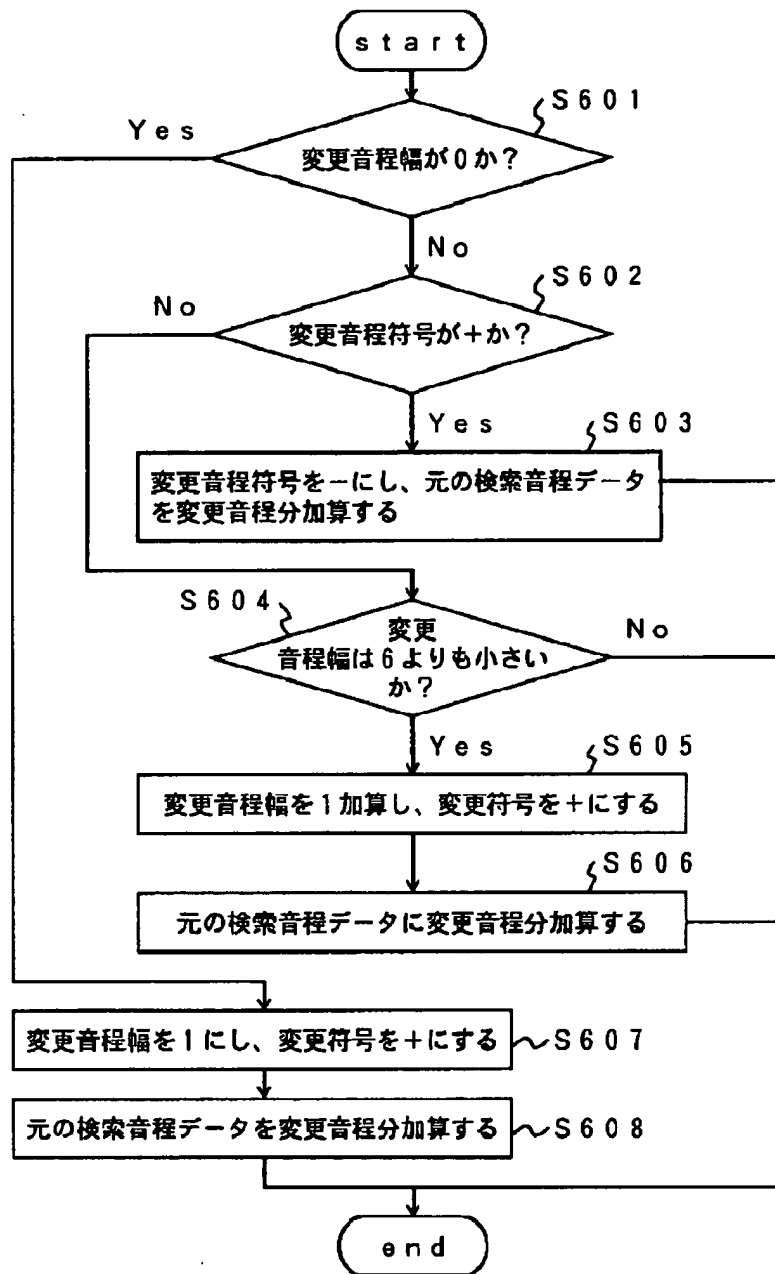 start
S601
Yes
変更音程幅が0か？
No
S602
No
変更音程符号が+か？
Yes
S603
変更音程符号を－にし、元の検索音程データ
を変更音程分加算する
S604
変更
音程幅は6よりも小さい
か？
No
Yes
S605
変更音程幅を1加算し、変更符号を+にする
S606
元の検索音程データに変更音程分加算する
変更音程幅を1にし、変更符号を+にする
S607
元の検索音程データを変更音程分加算する
S608
end